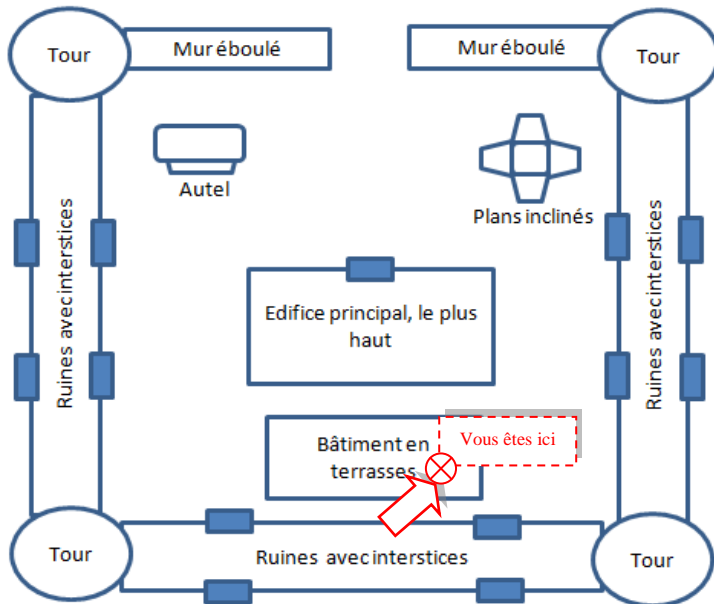 Tour
Mur éboulé
Mur éboulé
Tour
Autel
Plans inclinés
Ruines avec interstices
Ruines avec interstices
Edifice principal, le plus
haut
Vous êtes ici
Bâtiment en
terrasses
Tour
Ruines avec interstices
Tour